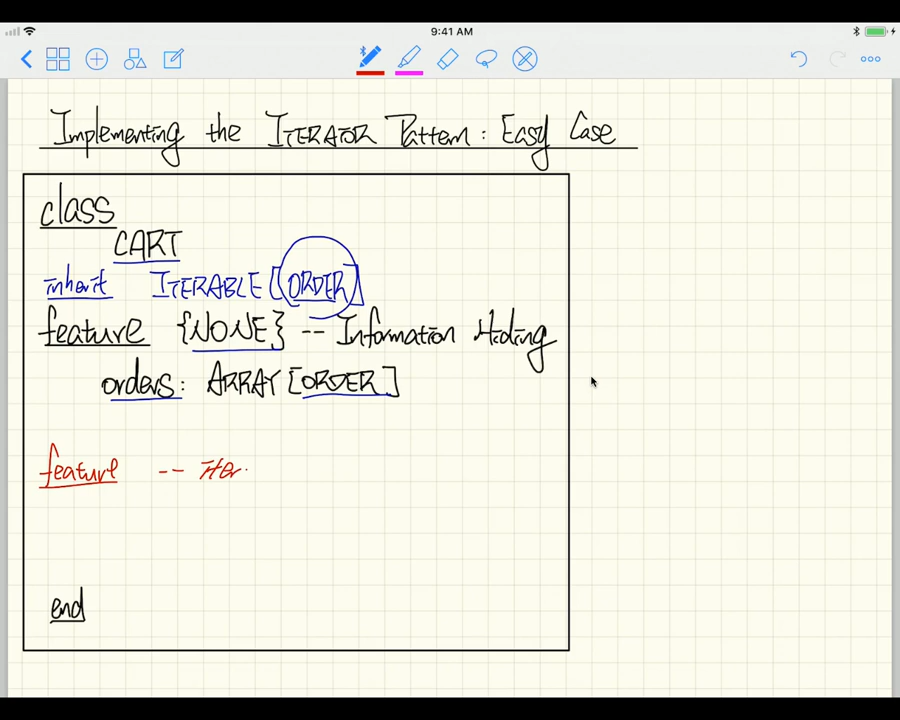 9:41 AM
Implementing the ITERATOR Pattern: Easy Case
class
CART
inherit ITERABLE[ORDER]
feature {NONE} -- Information Hiding
orders: ARRAY[ORDER]
feature -- Iter.
end